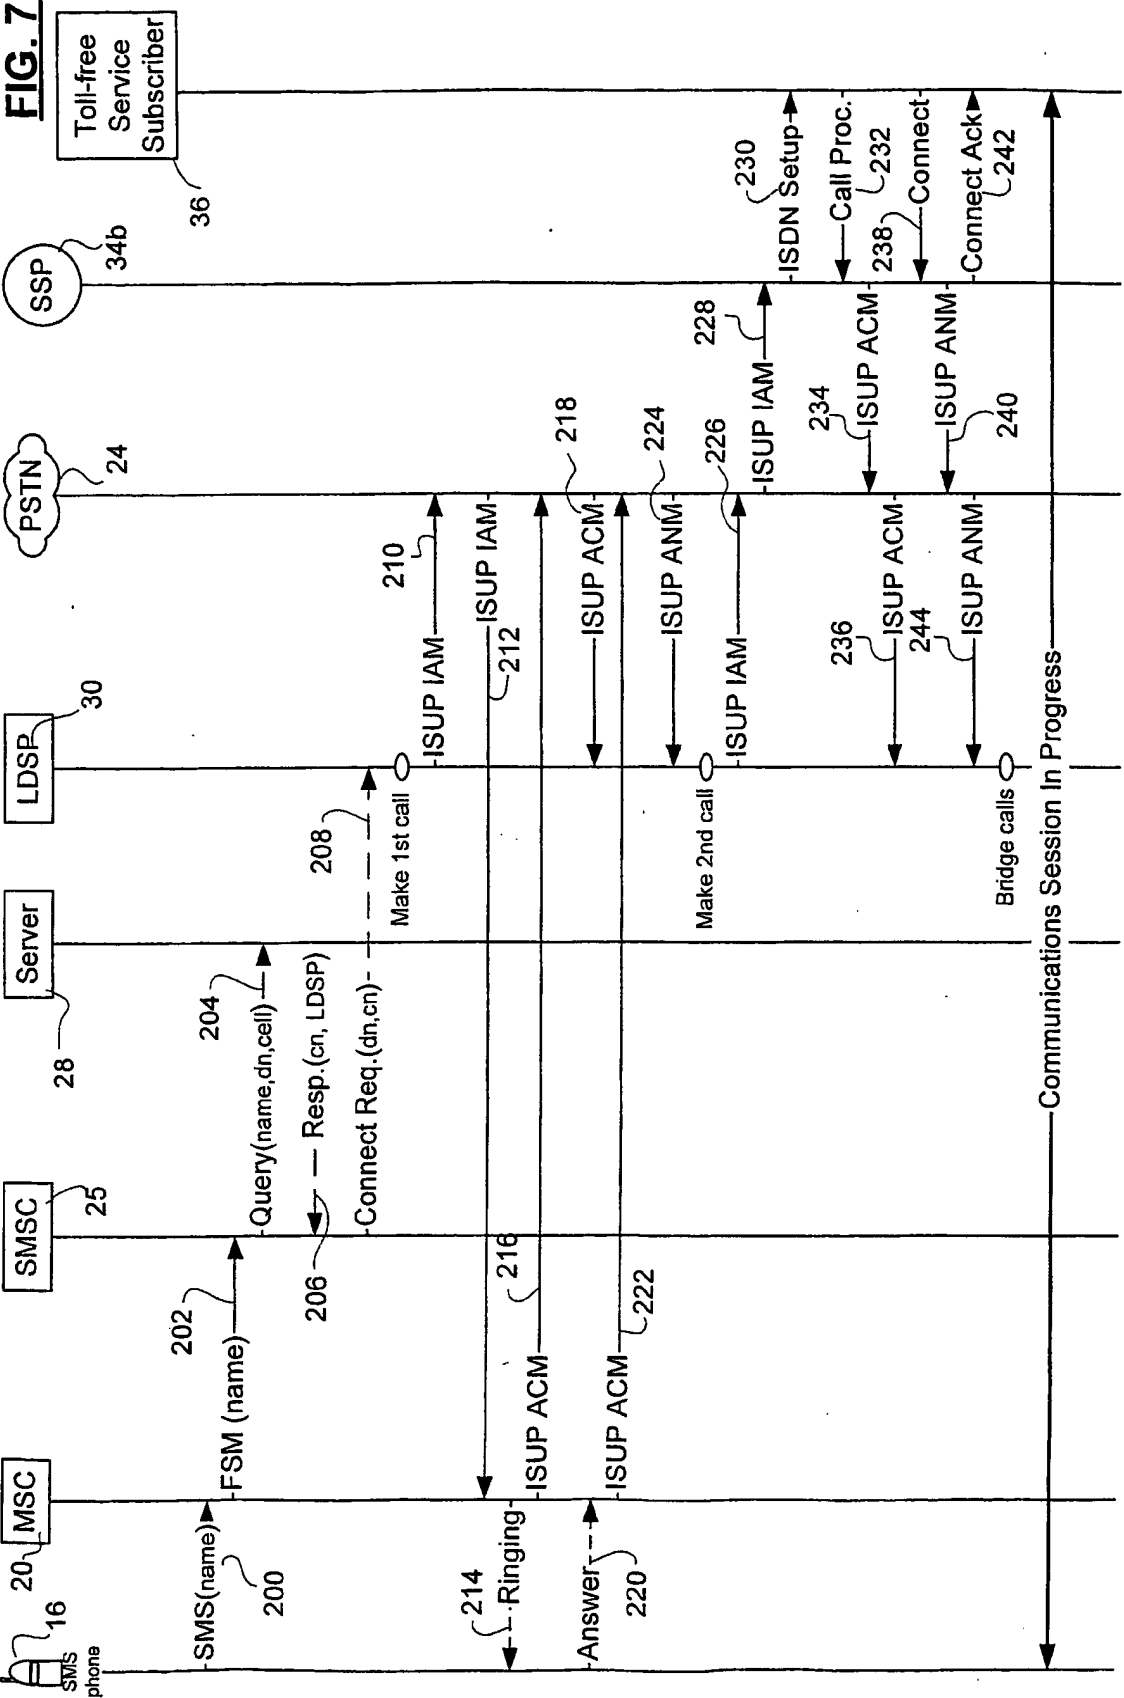 FIG. 7
SMS
phone
16
MSC
20
SMSC
25
Server
28
LDSP
30
PSTN
24
SSP
34b
Toll-free
Service
Subscriber
36
SMS(name)
200
FSM (name)
202
Query(name,dn,cell)
204
Resp.(cn, LDSP)
206
Connect Req.(dn,cn)
208
Make 1st call
ISUP IAM
210
ISUP IAM
212
Ringing
214
ISUP ACM
216
ISUP ACM
218
Answer
220
ISUP ACM
222
ISUP ANM
224
Make 2nd call
ISUP IAM
226
ISUP IAM
228
ISDN Setup
230
Call Proc.
232
ISUP ACM
234
ISUP ACM
236
Connect
238
ISUP ANM
240
Connect Ack
242
ISUP ANM
244
Bridge calls
Communications Session In Progress